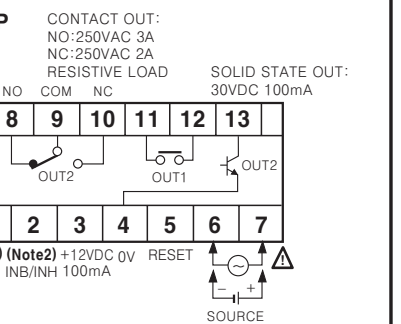 P
CONTACT OUT:
NO:250VAC 3A
NC:250VAC 2A
RESISTIVE LOAD
SOLID STATE OUT:
30VDC 100mA
NO COM NC
8 9 10 11 12 13
OUT2 OUT1 OUT2
2 3 4 5 6 7
) (Note2) +12VDC 0V RESET
INB/INH 100mA
− +
SOURCE